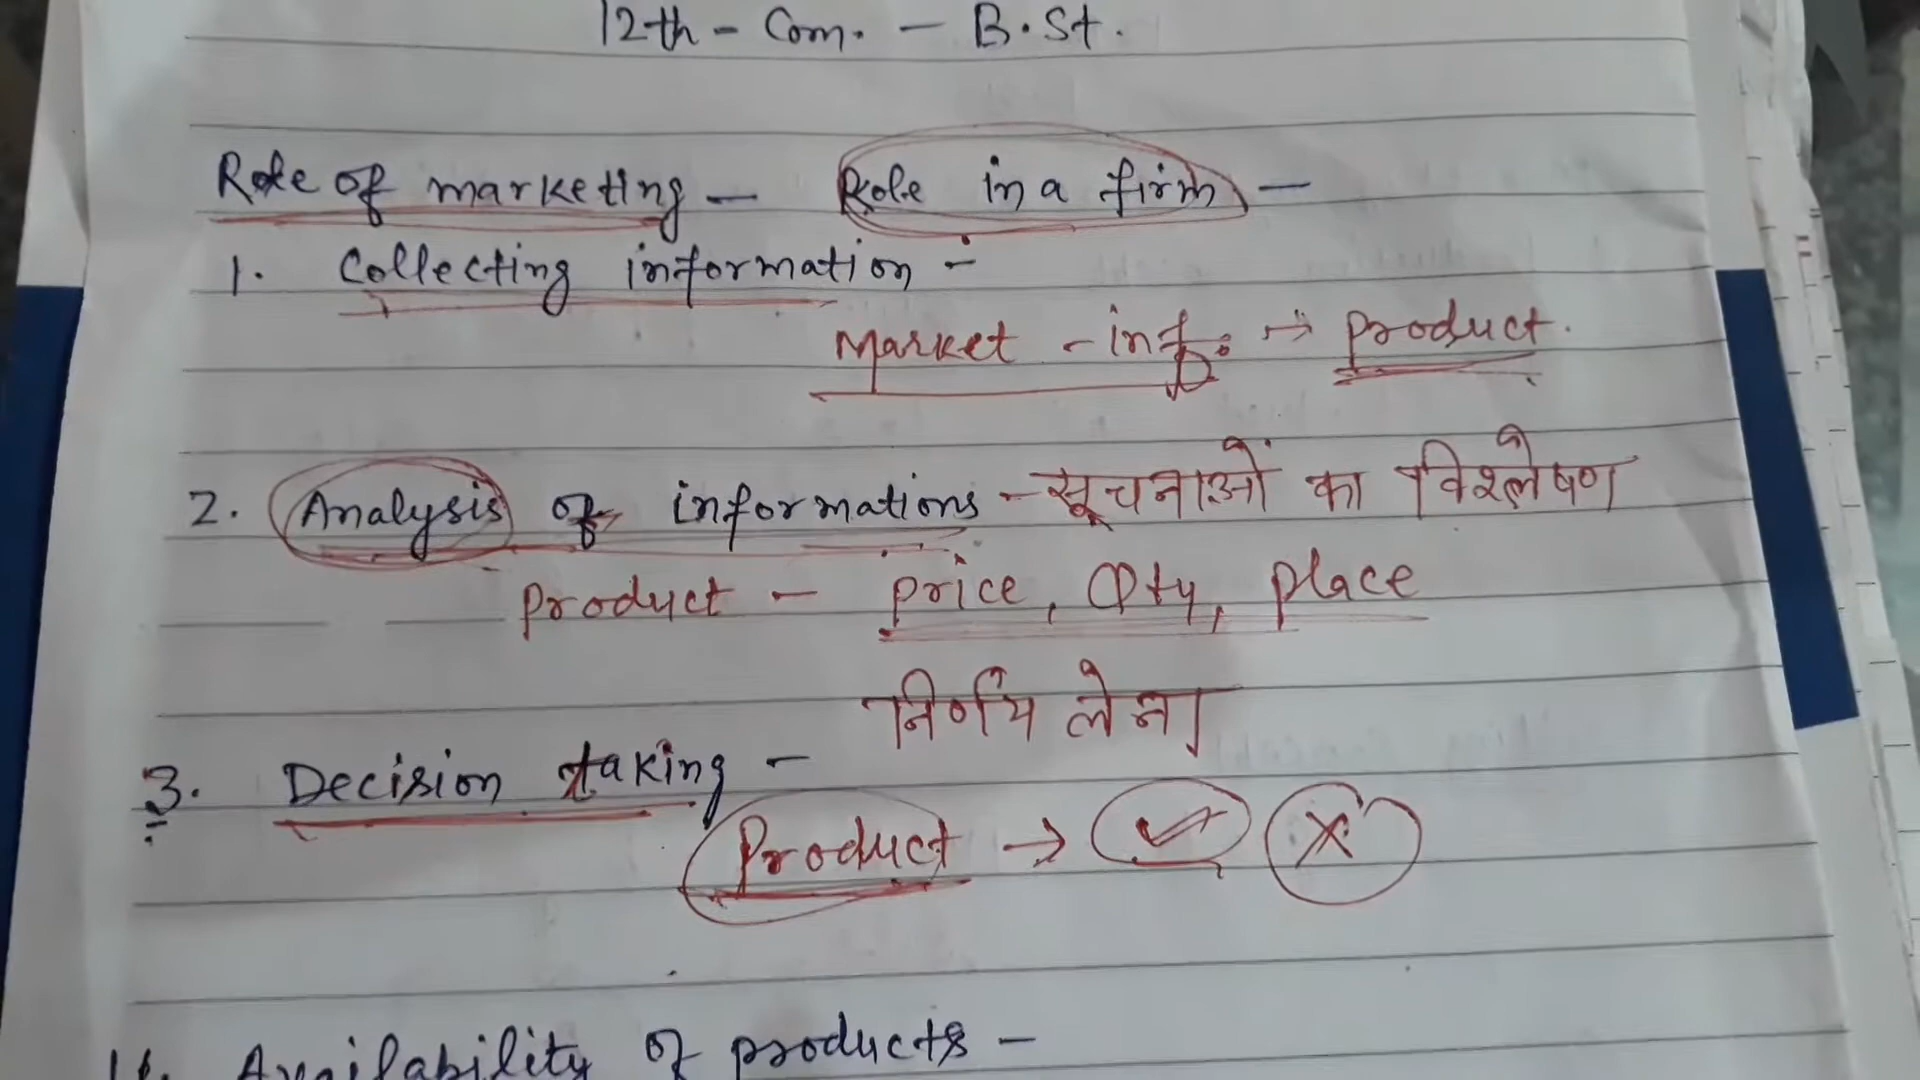 12th - Com. - B.St.
Role of marketing - Role in a firm -
1. Collecting information -
Market - inf. → product.
2. Analysis of informations - सूचनाओं का विश्लेषण
product - price, Qty, place
निर्णय लेना
3. Decision taking -
Product → ✓ X
4. Availability of products -